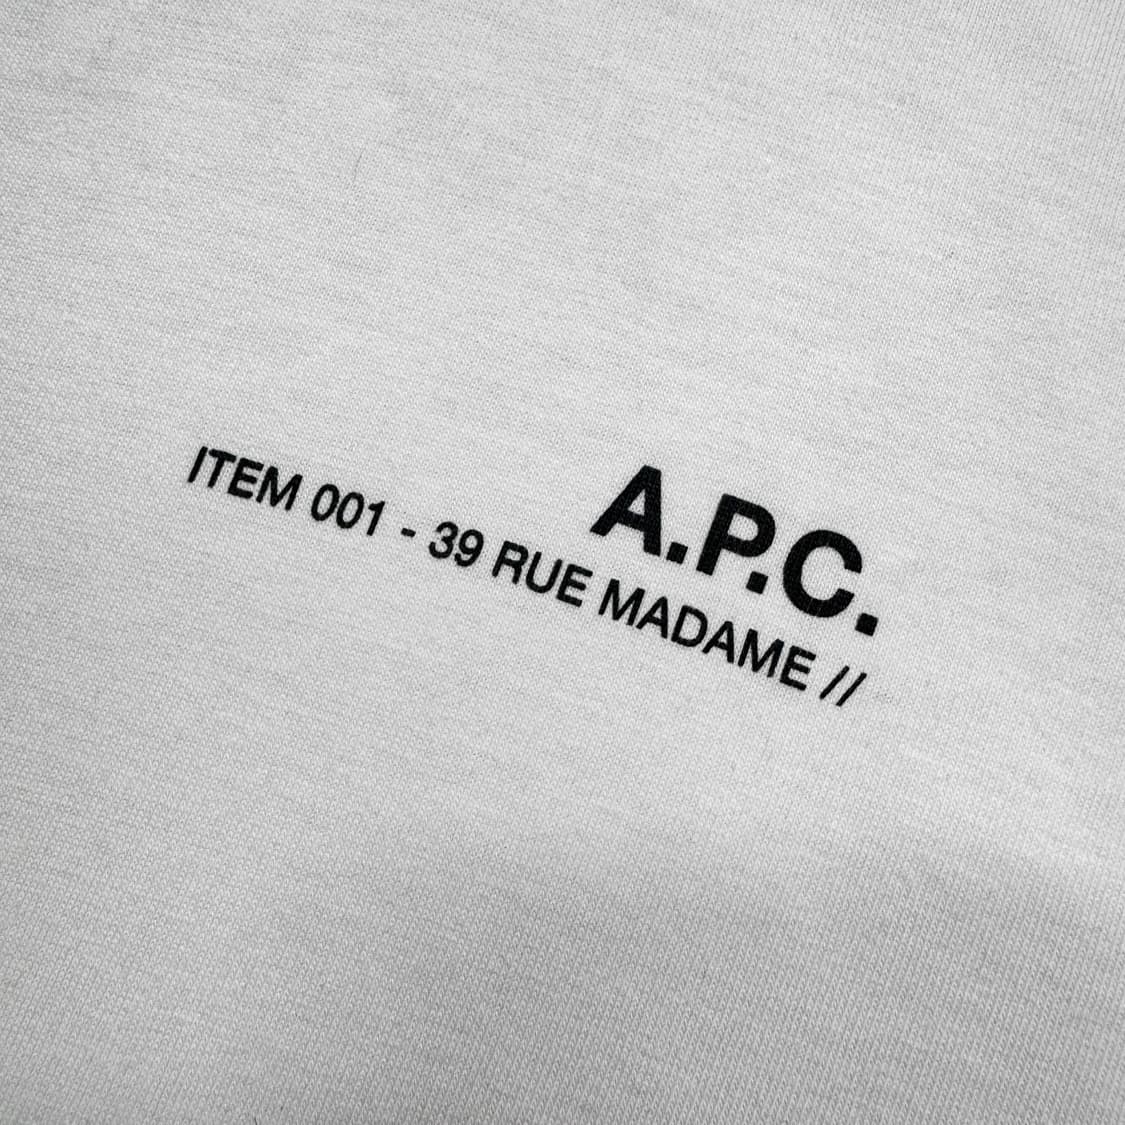 A.P.C.
ITEM 001 - 39 RUE MADAME //